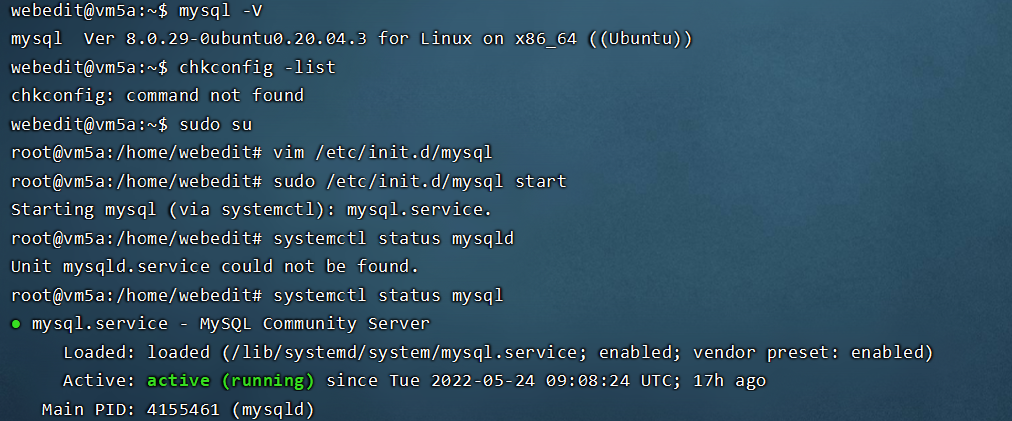 webedit@vm5a:~$ mysql -V
mysql  Ver 8.0.29-0ubuntu0.20.04.3 for Linux on x86_64 ((Ubuntu))
webedit@vm5a:~$ chkconfig -list
chkconfig: command not found
webedit@vm5a:~$ sudo su
root@vm5a:/home/webedit# vim /etc/init.d/mysql
root@vm5a:/home/webedit# sudo /etc/init.d/mysql start
Starting mysql (via systemctl): mysql.service.
root@vm5a:/home/webedit# systemctl status mysqld
Unit mysqld.service could not be found.
root@vm5a:/home/webedit# systemctl status mysql
● mysql.service - MySQL Community Server
     Loaded: loaded (/lib/systemd/system/mysql.service; enabled; vendor preset: enabled)
     Active: active (running) since Tue 2022-05-24 09:08:24 UTC; 17h ago
   Main PID: 4155461 (mysqld)